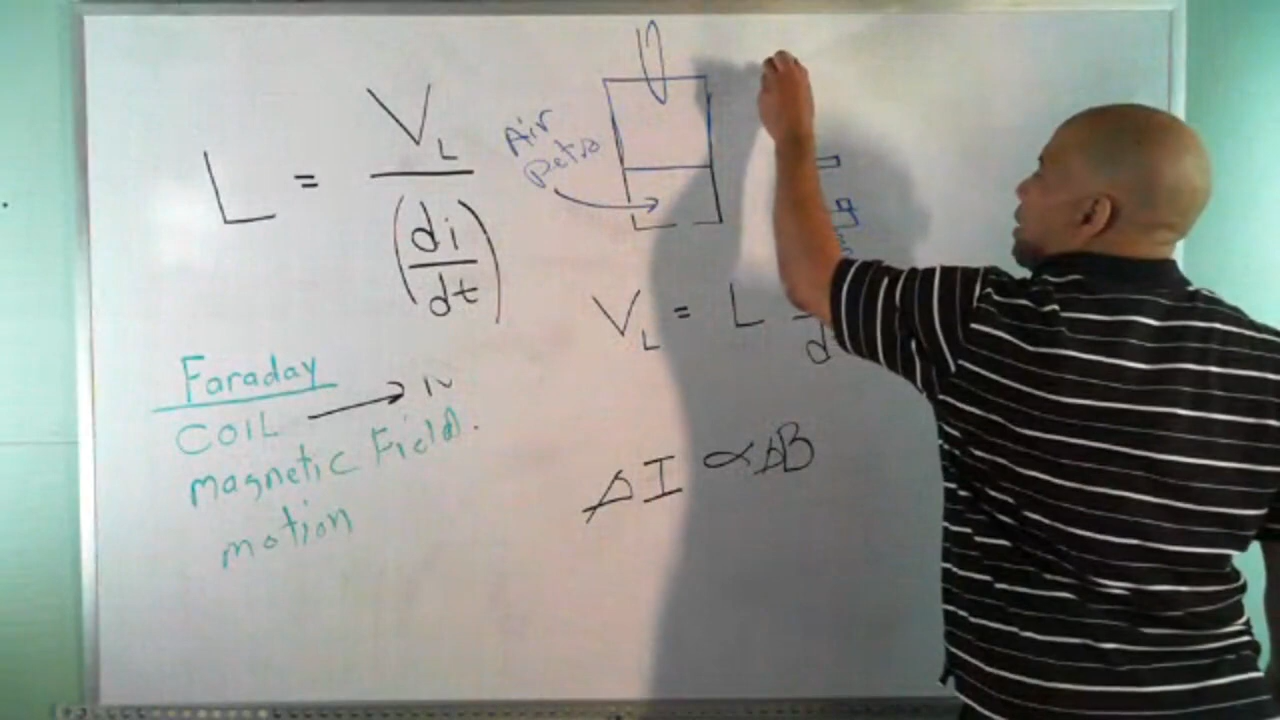 L = V_L / (di/dt)
Air
petro
V_L = L d
Faraday
COIL → N
magnetic Field.
motion
ΔI ∝ ΔB